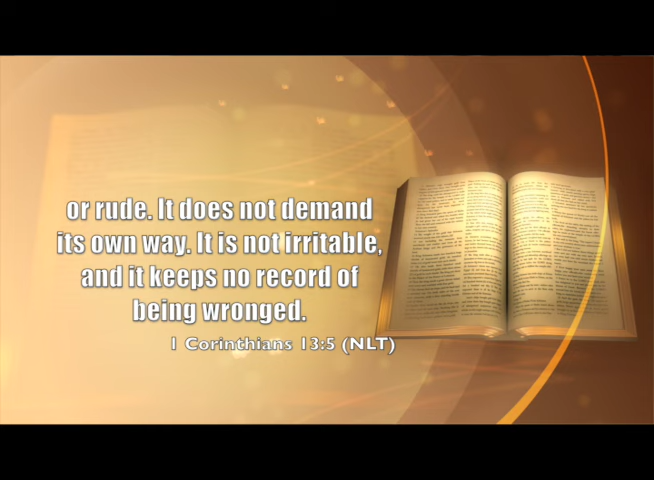 or rude. It does not demand
its own way. It is not irritable,
and it keeps no record of
being wronged.
1 Corinthians 13:5 (NLT)